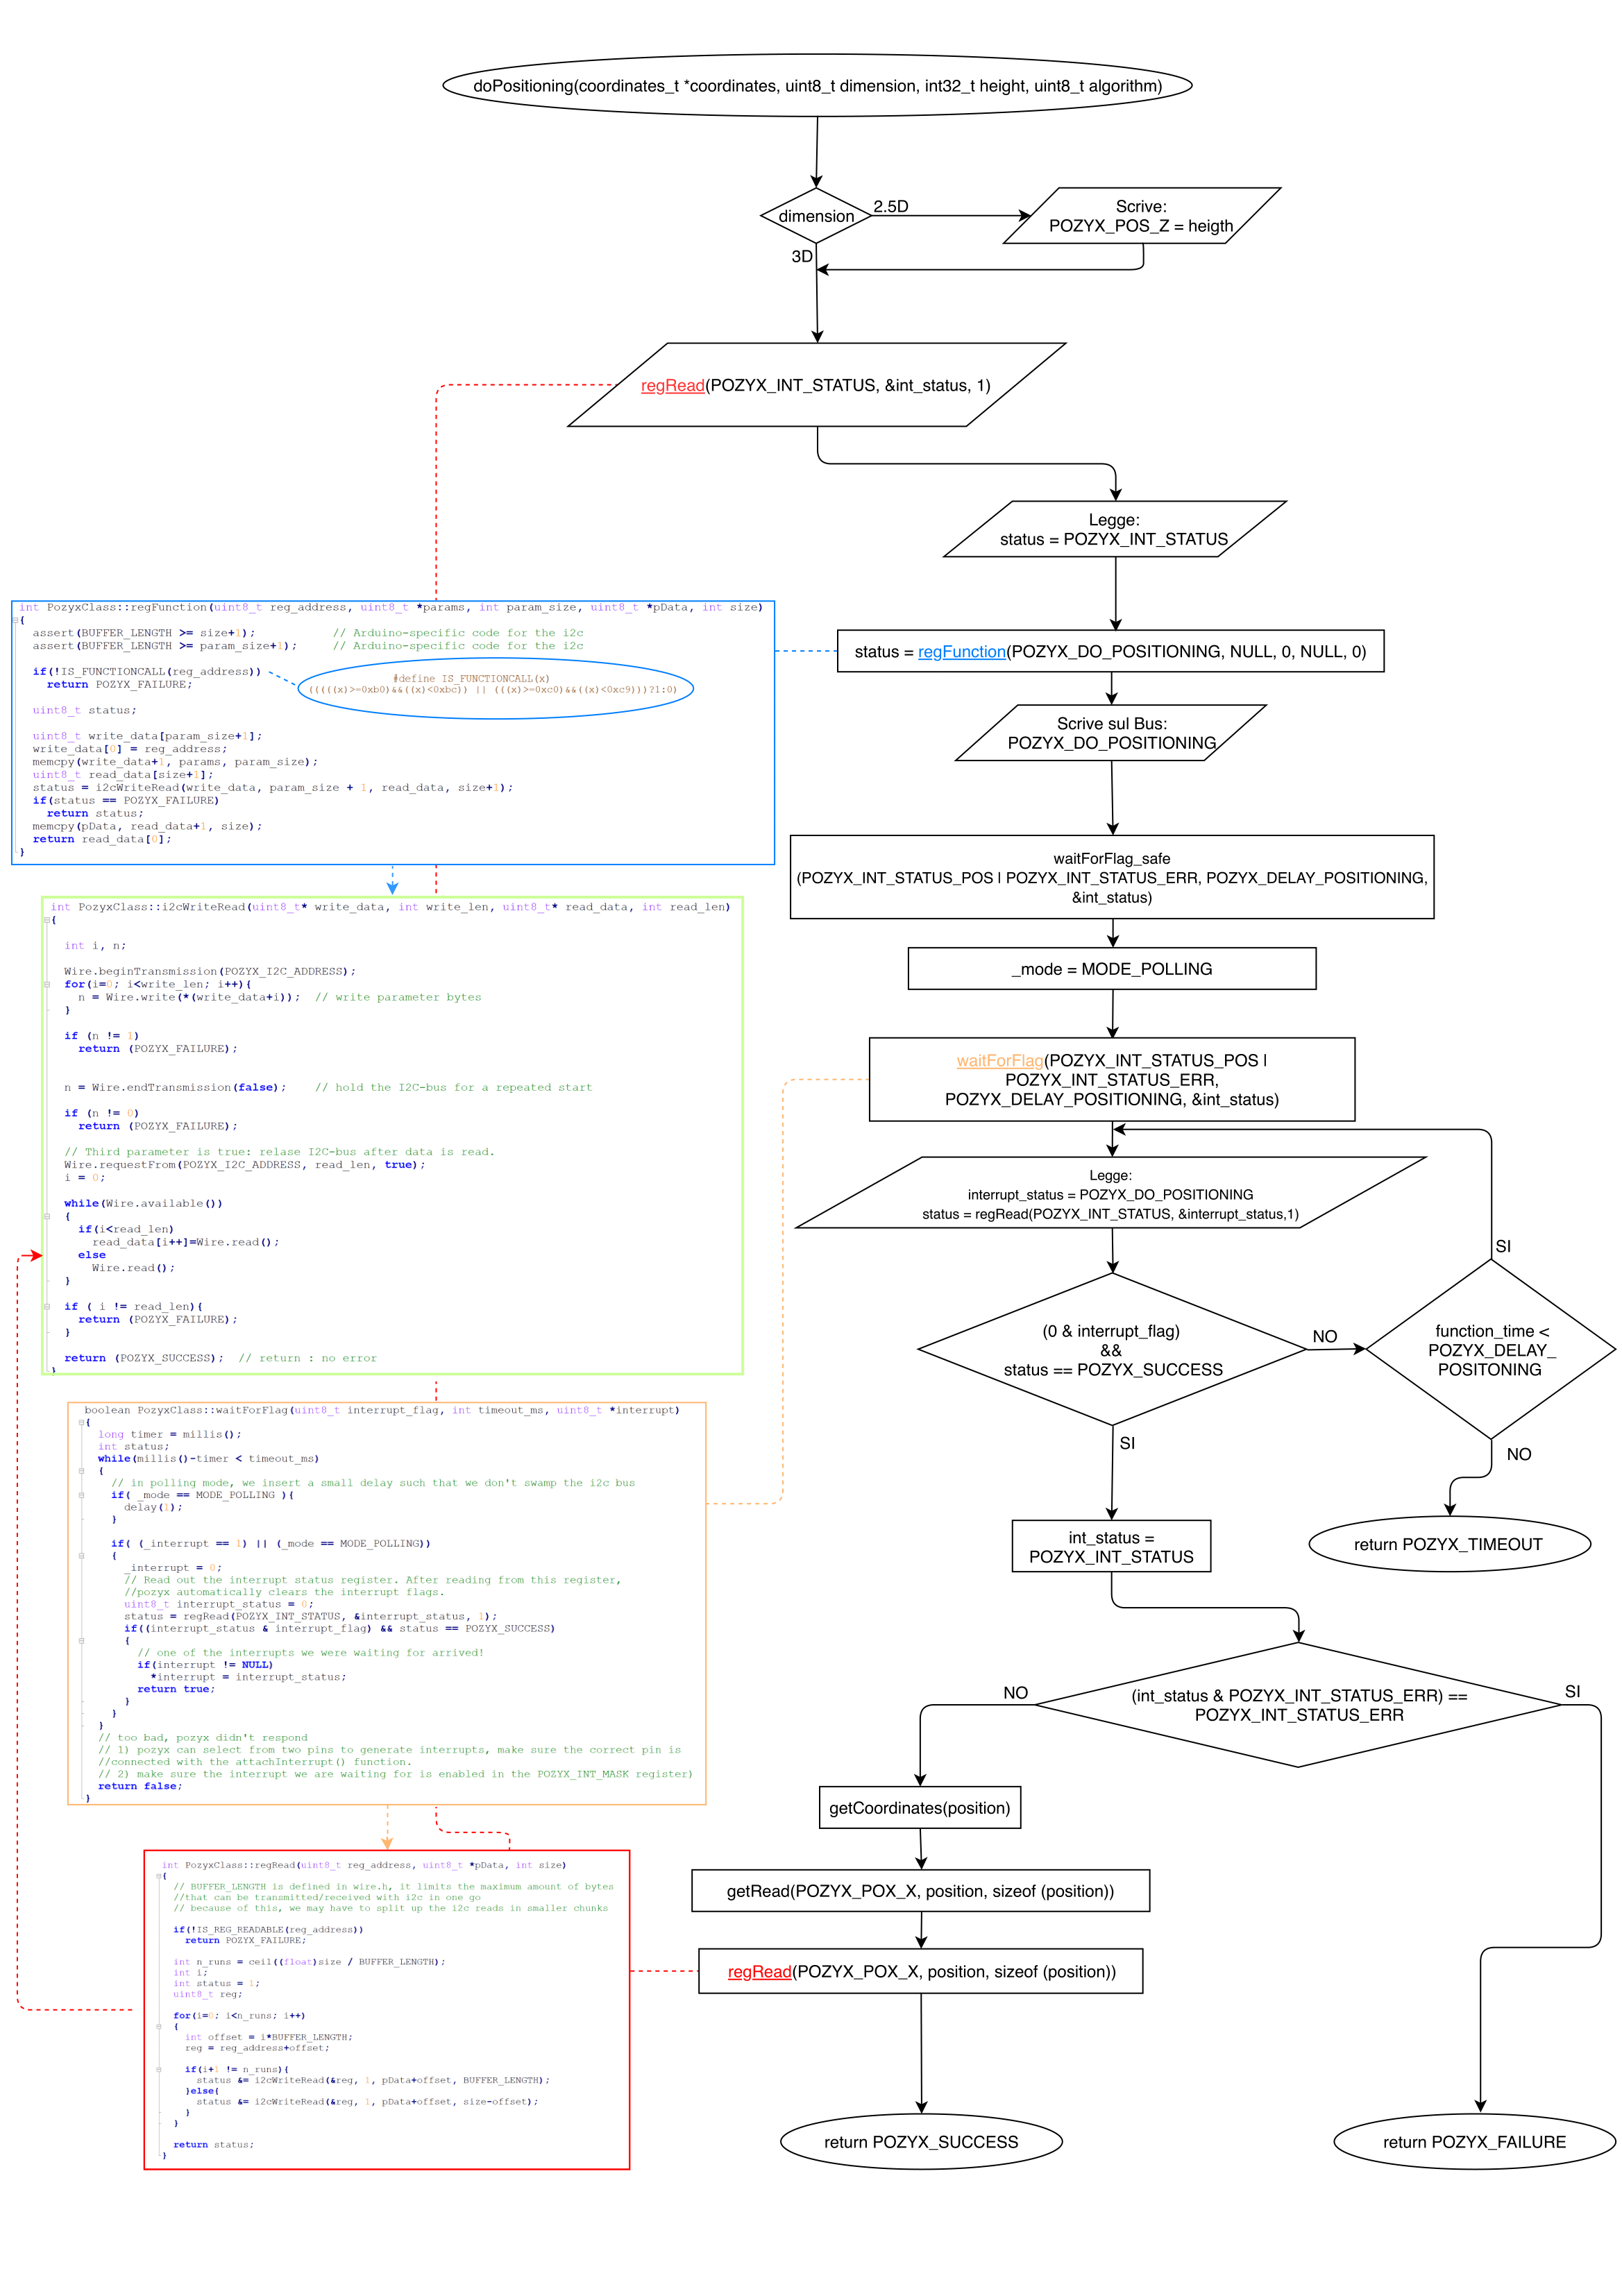 doPositioning(coordinates_t *coordinates, uint8_t dimension, int32_t height, uint8_t algorithm)
dimension
2.5D
3D
Scrive:
POZYX_POS_Z = heigth
regRead(POZYX_INT_STATUS, &int_status, 1)
Legge:
status = POZYX_INT_STATUS
status = regFunction(POZYX_DO_POSITIONING, NULL, 0, NULL, 0)
Scrive sul Bus:
POZYX_DO_POSITIONING
waitForFlag_safe
(POZYX_INT_STATUS_POS | POZYX_INT_STATUS_ERR, POZYX_DELAY_POSITIONING,
&int_status)
_mode = MODE_POLLING
waitForFlag(POZYX_INT_STATUS_POS |
POZYX_INT_STATUS_ERR,
POZYX_DELAY_POSITIONING, &int_status)
Legge:
interrupt_status = POZYX_DO_POSITIONING
status = regRead(POZYX_INT_STATUS, &interrupt_status,1)
(0 & interrupt_flag)
&&
status == POZYX_SUCCESS
NO
SI
function_time <
POZYX_DELAY_
POSITONING
SI
NO
return POZYX_TIMEOUT
int_status =
POZYX_INT_STATUS
(int_status & POZYX_INT_STATUS_ERR) ==
POZYX_INT_STATUS_ERR
NO
SI
getCoordinates(position)
getRead(POZYX_POX_X, position, sizeof (position))
regRead(POZYX_POX_X, position, sizeof (position))
return POZYX_SUCCESS
return POZYX_FAILURE
int PozyxClass::regFunction(uint8_t reg_address, uint8_t *params, int param_size, uint8_t *pData, int size)
{
assert(BUFFER_LENGTH >= size+1); // Arduino-specific code for the i2c
assert(BUFFER_LENGTH >= param_size+1); // Arduino-specific code for the i2c
if(!IS_FUNCTIONCALL(reg_address))
return POZYX_FAILURE;
#define IS_FUNCTIONCALL(x)
(((((x)>=0xb0)&&((x)<0xbc)) || (((x)>=0xc0)&&((x)<0xc9)))?1:0)
uint8_t status;
uint8_t write_data[param_size+1];
write_data[0] = reg_address;
memcpy(write_data+1, params, param_size);
uint8_t read_data[size+1];
status = i2cWriteRead(write_data, param_size + 1, read_data, size+1);
if(status == POZYX_FAILURE)
return status;
memcpy(pData, read_data+1, size);
return read_data[0];
}
int PozyxClass::i2cWriteRead(uint8_t* write_data, int write_len, uint8_t* read_data, int read_len)
{
int i, n;
Wire.beginTransmission(POZYX_I2C_ADDRESS);
for(i=0; i<write_len; i++){
n = Wire.write(*(write_data+i)); // write parameter bytes
}
if (n != 1)
return (POZYX_FAILURE);
n = Wire.endTransmission(false); // hold the I2C-bus for a repeated start
if (n != 0)
return (POZYX_FAILURE);
// Third parameter is true: relase I2C-bus after data is read.
Wire.requestFrom(POZYX_I2C_ADDRESS, read_len, true);
i = 0;
while(Wire.available())
{
if(i<read_len)
read_data[i++]=Wire.read();
else
Wire.read();
}
if ( i != read_len){
return (POZYX_FAILURE);
}
return (POZYX_SUCCESS); // return : no error
}
boolean PozyxClass::waitForFlag(uint8_t interrupt_flag, int timeout_ms, uint8_t *interrupt)
{
long timer = millis();
int status;
while(millis()-timer < timeout_ms)
{
// in polling mode, we insert a small delay such that we don't swamp the i2c bus
if( _mode == MODE_POLLING ){
delay(1);
}
if( (_interrupt == 1) || (_mode == MODE_POLLING))
{
_interrupt = 0;
// Read out the interrupt status register. After reading from this register,
//pozyx automatically clears the interrupt flags.
uint8_t interrupt_status = 0;
status = regRead(POZYX_INT_STATUS, &interrupt_status, 1);
if((interrupt_status & interrupt_flag) && status == POZYX_SUCCESS)
{
// one of the interrupts we were waiting for arrived!
if(interrupt != NULL)
*interrupt = interrupt_status;
return true;
}
}
}
// too bad, pozyx didn't respond
// 1) pozyx can select from two pins to generate interrupts, make sure the correct pin is
//connected with the attachInterrupt() function.
// 2) make sure the interrupt we are waiting for is enabled in the POZYX_INT_MASK register)
return false;
}
int PozyxClass::regRead(uint8_t reg_address, uint8_t *pData, int size)
{
// BUFFER_LENGTH is defined in wire.h, it limits the maximum amount of bytes
//that can be transmitted/received with i2c in one go
// because of this, we may have to split up the i2c reads in smaller chunks
if(!IS_REG_READABLE(reg_address))
return POZYX_FAILURE;
int n_runs = ceil((float)size / BUFFER_LENGTH);
int i;
int status = 1;
uint8_t reg;
for(i=0; i<n_runs; i++)
{
int offset = i*BUFFER_LENGTH;
reg = reg_address+offset;
if(i+1 != n_runs){
status &= i2cWriteRead(&reg, 1, pData+offset, BUFFER_LENGTH);
}else{
status &= i2cWriteRead(&reg, 1, pData+offset, size-offset);
}
}
return status;
}